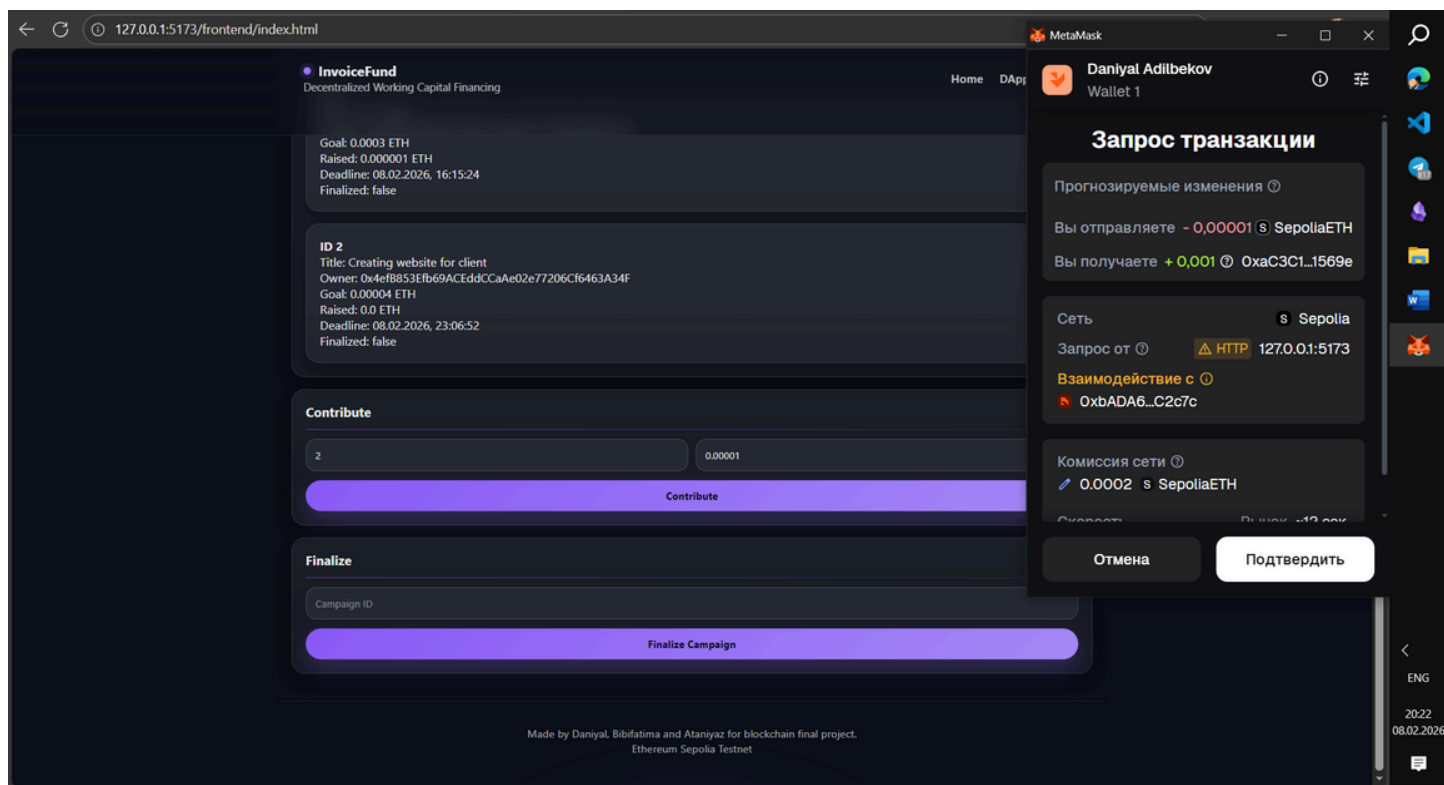 127.0.0.1:5173/frontend/index.html
InvoiceFund
Decentralized Working Capital Financing
Home DApp
Goal: 0.0003 ETH
Raised: 0.000001 ETH
Deadline: 08.02.2026, 16:15:24
Finalized: false
ID 2
Title: Creating website for client
Owner: 0x4efB853Efb69ACEddCCaAe02e77206Cf6463A34F
Goal: 0.00004 ETH
Raised: 0.0 ETH
Deadline: 08.02.2026, 23:06:52
Finalized: false
Contribute
2
0.00001
Contribute
Finalize
Campaign ID
Finalize Campaign
Made by Daniyal, Bibifatima and Ataniyaz for blockchain final project.
Ethereum Sepolia Testnet
MetaMask
Daniyal Adilbekov
Wallet 1
Запрос транзакции
Прогнозируемые изменения
Вы отправляете - 0,00001 S SepoliaETH
Вы получаете + 0,001 0xaC3C1...1569e
Сеть S Sepolia
Запрос от HTTP 127.0.0.1:5173
Взаимодействие с
0xbADA6...C2c7c
Комиссия сети
0.0002 S SepoliaETH
Скорость Рынок ~12 сек
Отмена
Подтвердить
ENG
20:22
08.02.2026